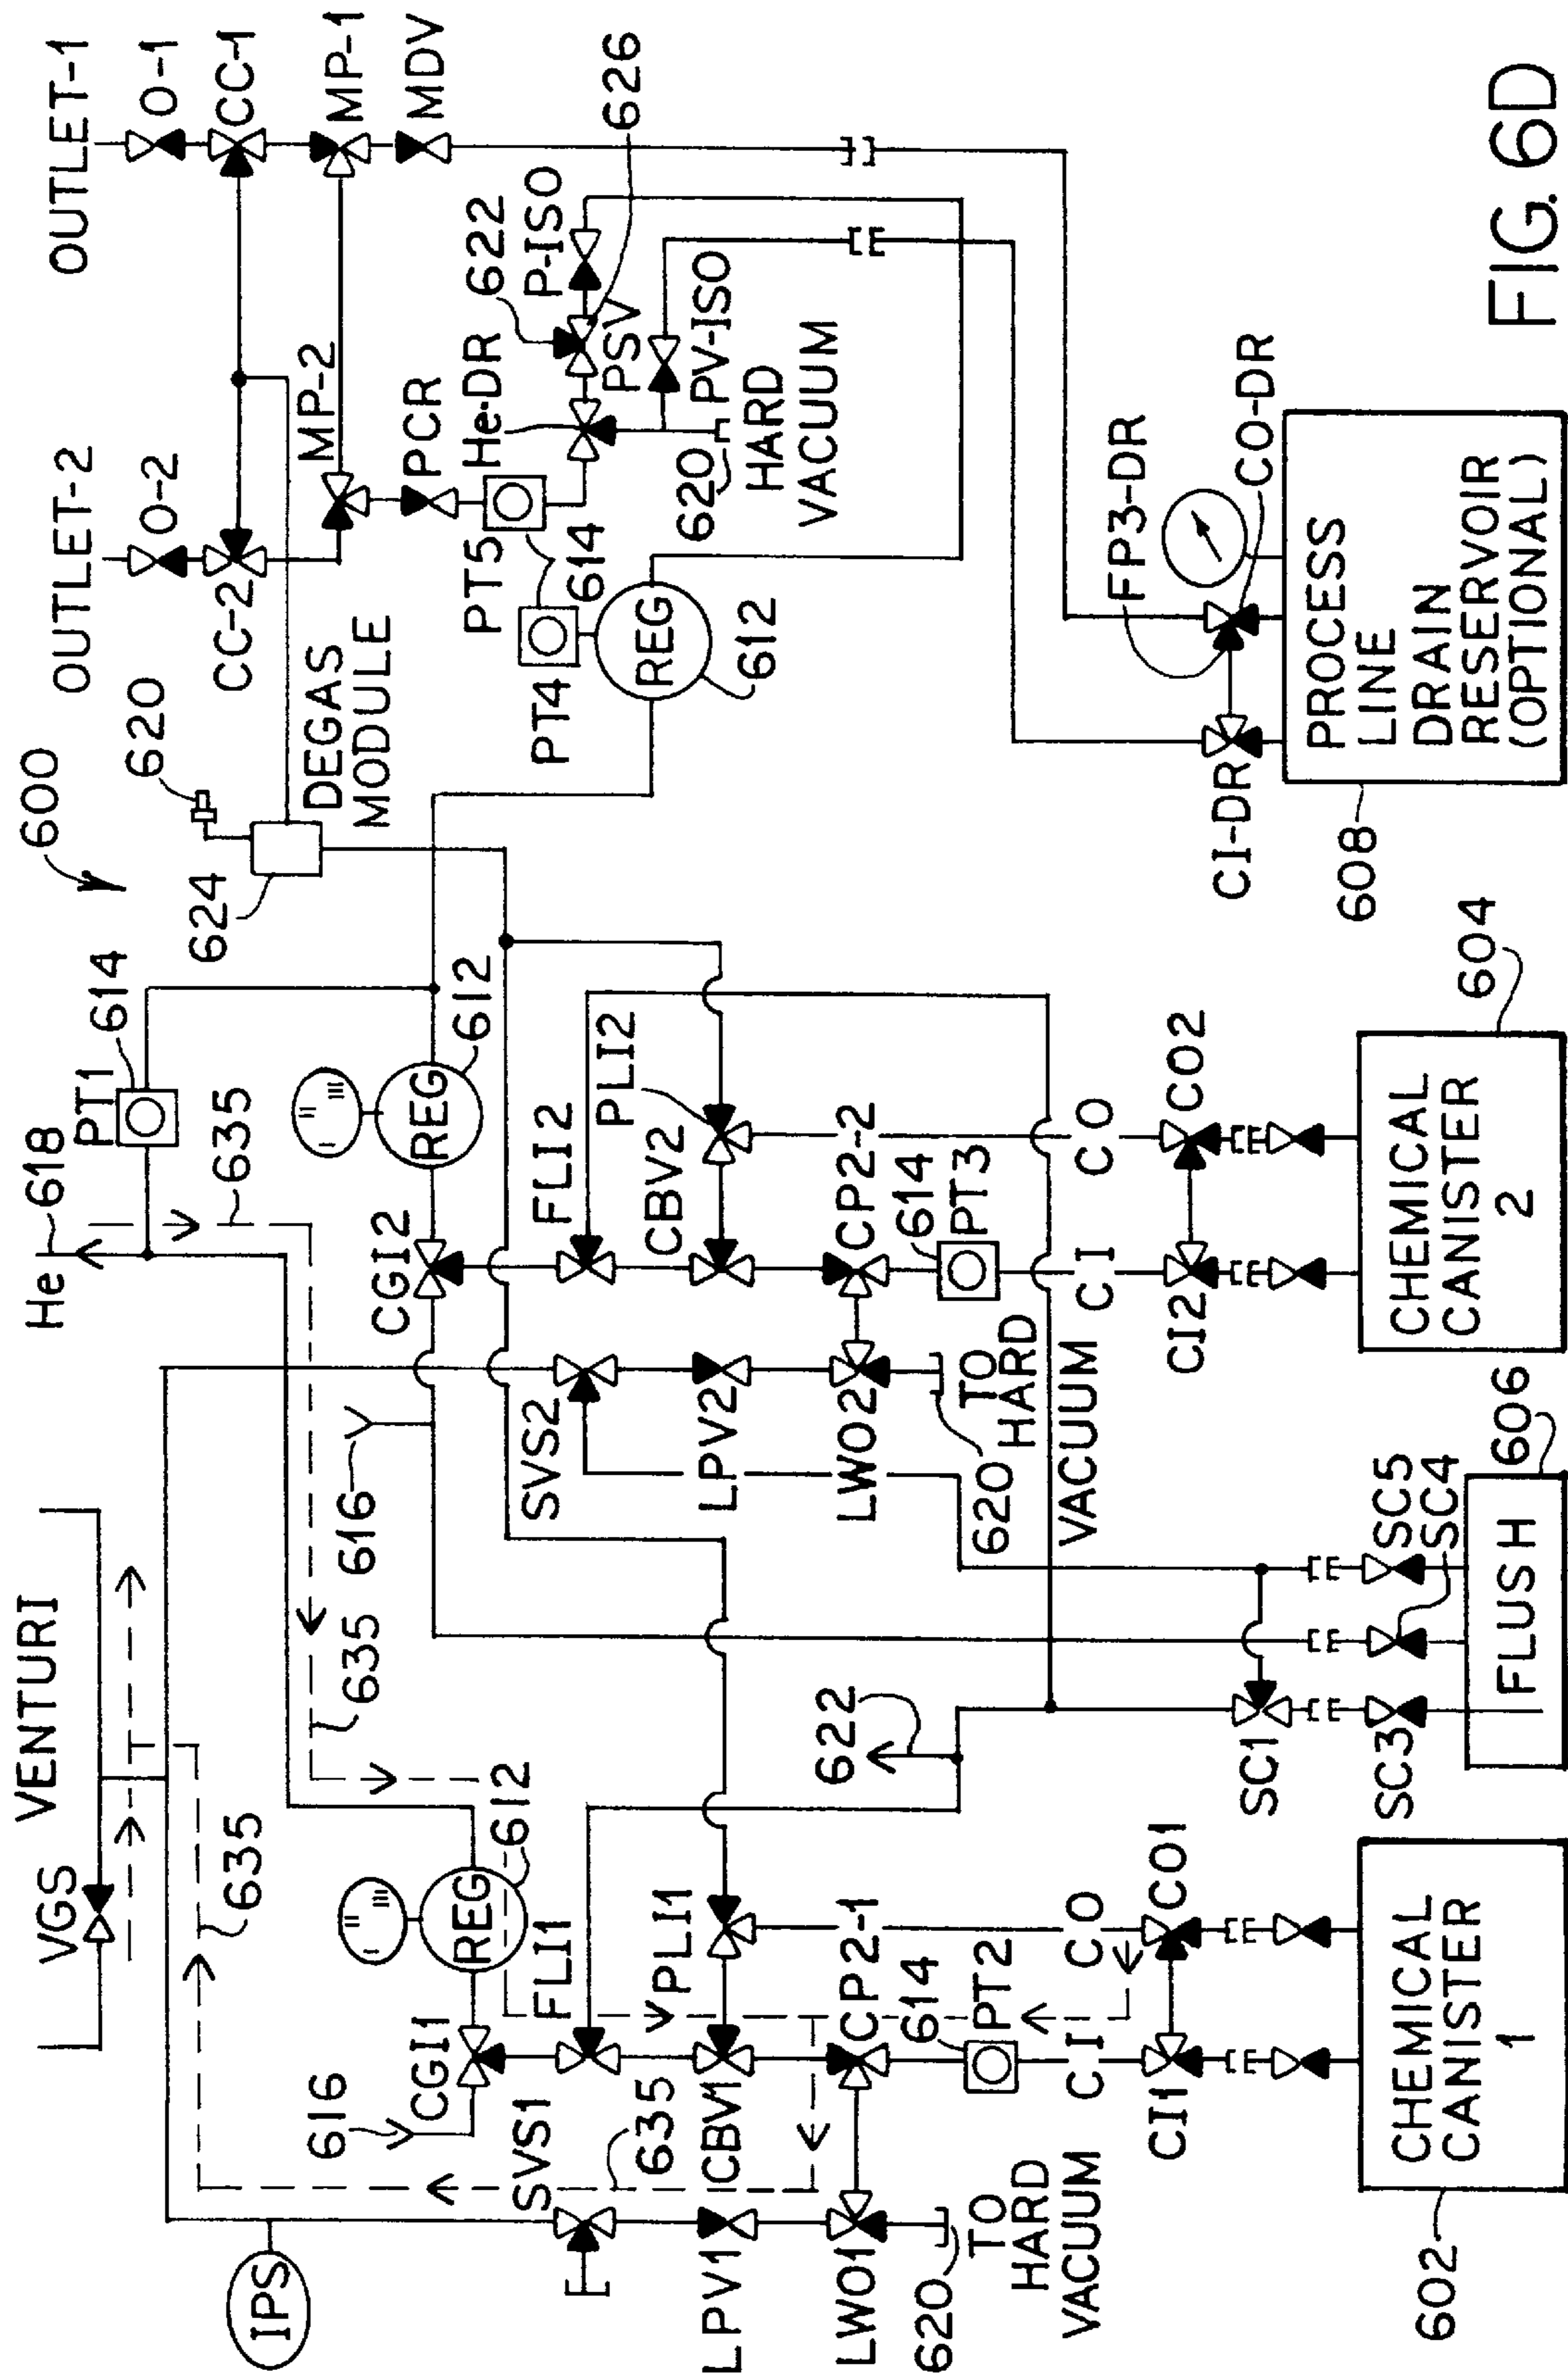 VENTURI
VGS
IPS
635
He
618
PT1
614
635
600
620
624
DEGAS
MODULE
OUTLET-2
O-2
CC-2
MP-2
OUTLET-1
O-1
CC-1
MP-1
MDV
626
622
P-ISO
PSV
PV-ISO
He·DR
PCR
PT5
614
PT4
REG
612
620
HARD
VACUUM
616
CGI1
REG
612
635
616
CGI2
REG
612
SVS1
635
FLI1
PLI1
CBV1
CP2-1
LPV1
LWO1
620
TO
HARD
VACUUM
614
PT2
CI
CO
CI1
CO1
622
SVS2
LPV2
LWO2
620
TO
HARD
VACUUM
FLI2
PLI2
CBV2
CP2-2
614
PT3
CI
CO
CI2
CO2
SC1
SC3
SC5
SC4
606
FLUSH
602
CHEMICAL
CANISTER
1
604
CHEMICAL
CANISTER
2
FP3-DR
CO-DR
CI-DR
608
PROCESS
LINE
DRAIN
RESERVOIR
(OPTIONAL)
FIG. 6D